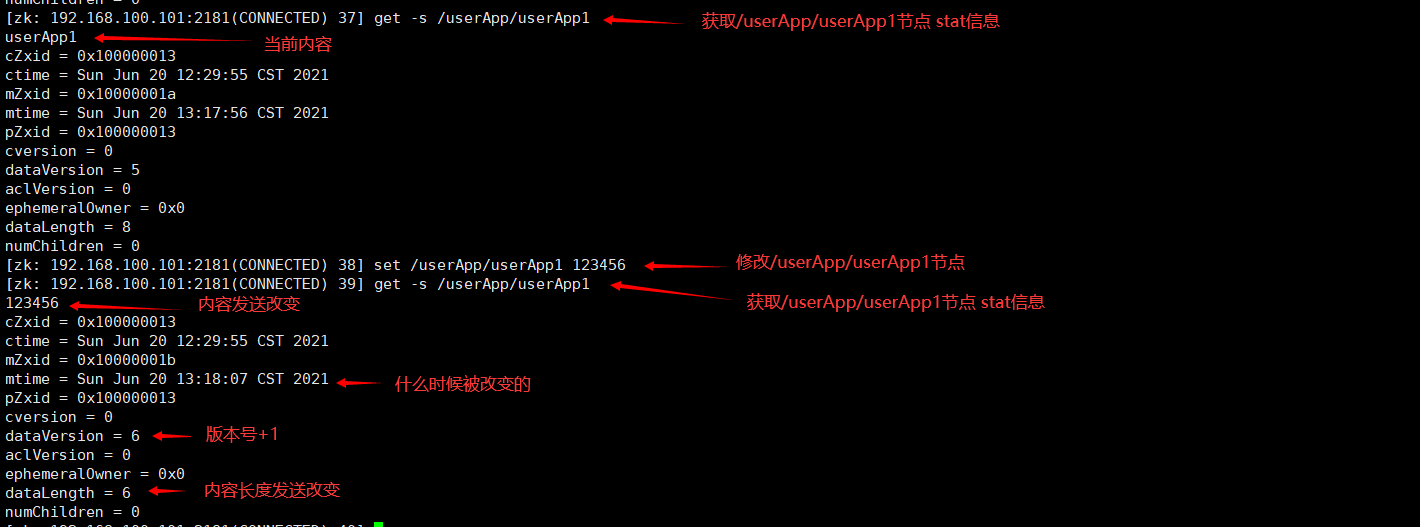 numChildren = 0
[zk: 192.168.100.101:2181(CONNECTED) 37] get -s /userApp/userApp1 获取/userApp/userApp1节点 stat信息
userApp1 当前内容
cZxid = 0x100000013
ctime = Sun Jun 20 12:29:55 CST 2021
mZxid = 0x10000001a
mtime = Sun Jun 20 13:17:56 CST 2021
pZxid = 0x100000013
cversion = 0
dataVersion = 5
aclVersion = 0
ephemeralOwner = 0x0
dataLength = 8
numChildren = 0
[zk: 192.168.100.101:2181(CONNECTED) 38] set /userApp/userApp1 123456 修改/userApp/userApp1节点
[zk: 192.168.100.101:2181(CONNECTED) 39] get -s /userApp/userApp1 获取/userApp/userApp1节点 stat信息
123456 内容发送改变
cZxid = 0x100000013
ctime = Sun Jun 20 12:29:55 CST 2021
mZxid = 0x10000001b
mtime = Sun Jun 20 13:18:07 CST 2021 什么时候被改变的
pZxid = 0x100000013
cversion = 0
dataVersion = 6 版本号+1
aclVersion = 0
ephemeralOwner = 0x0
dataLength = 6 内容长度发送改变
numChildren = 0
[zk: 192.168.100.101:2181(CONNECTED) 40]